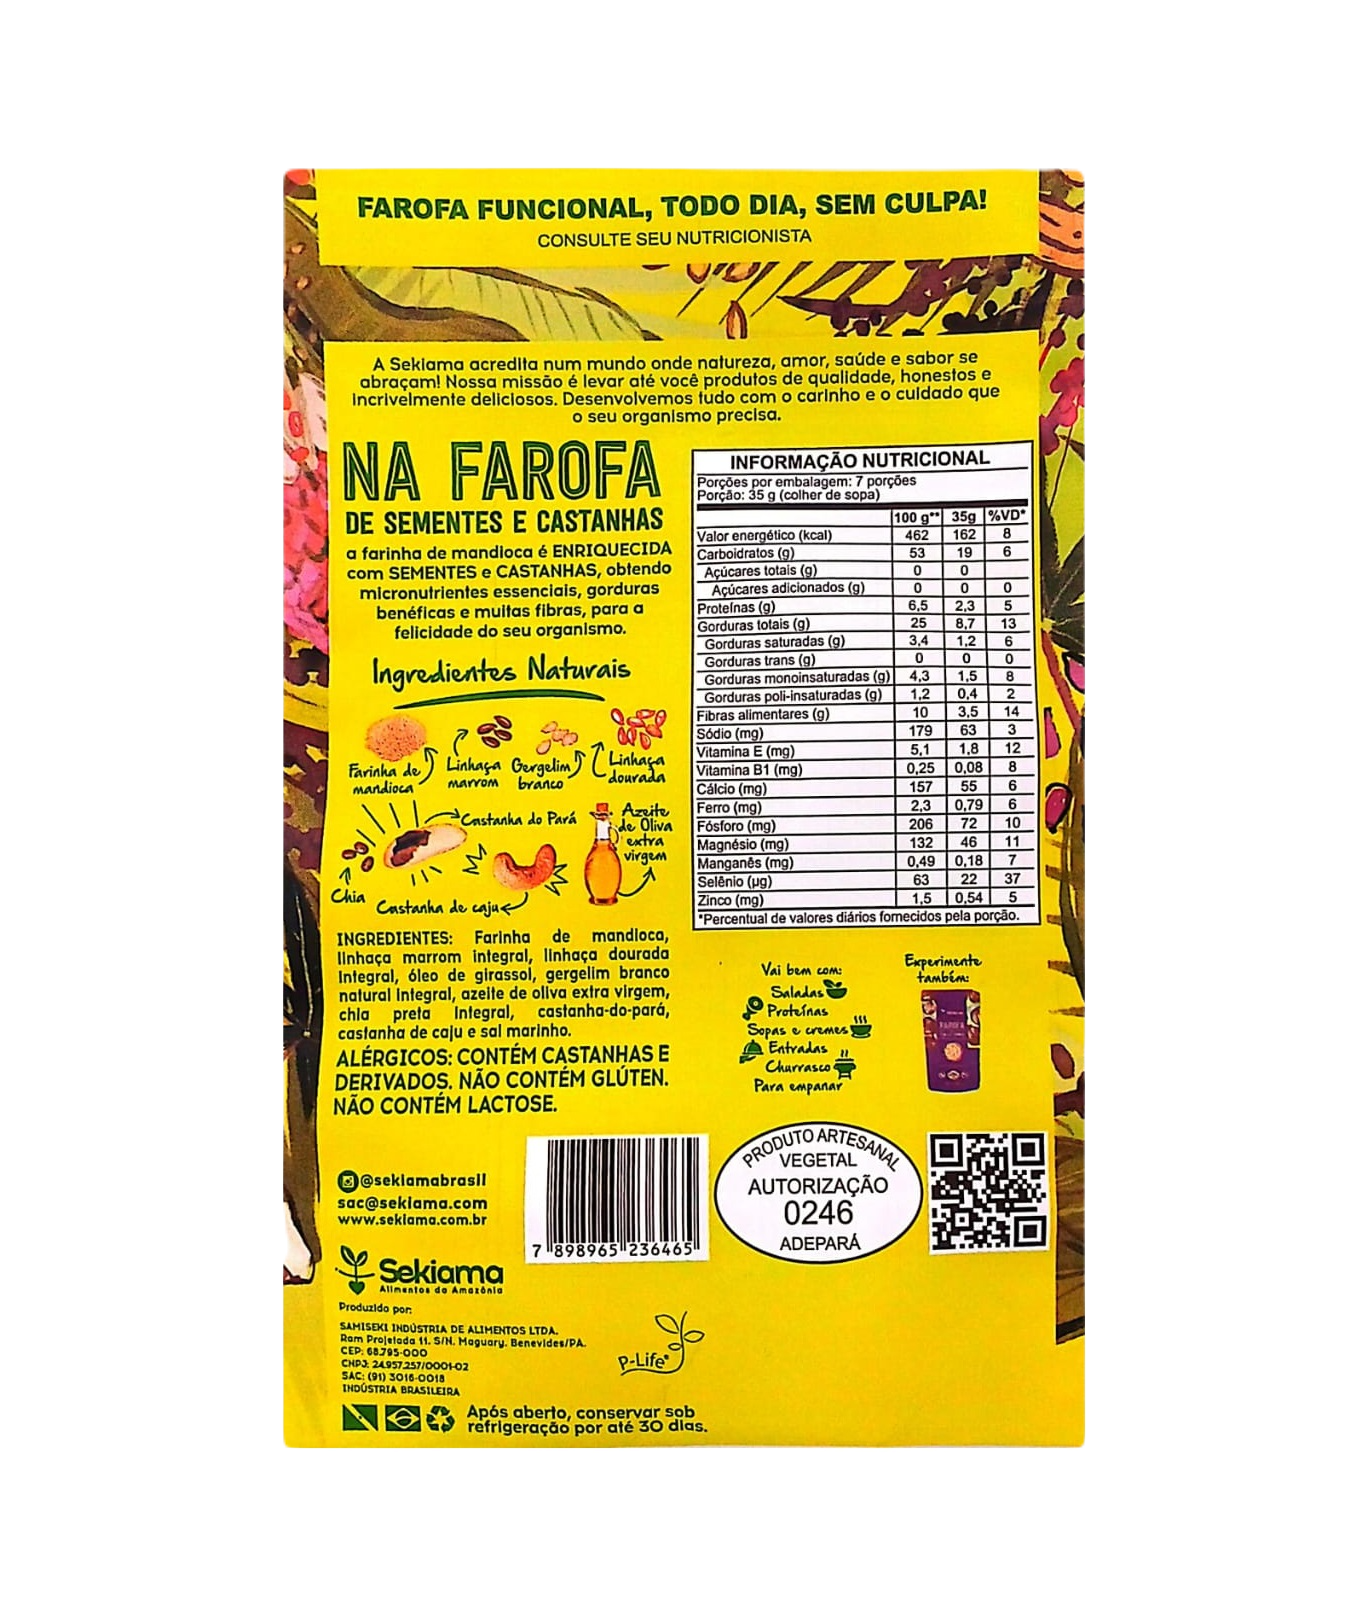 FAROFA FUNCIONAL, TODO DIA, SEM CULPA!
CONSULTE SEU NUTRICIONISTA
A Sekiama acredita num mundo onde natureza, amor, saúde e sabor se
abraçam! Nossa missão é levar até você produtos de qualidade, honestos e
incrivelmente deliciosos. Desenvolvemos tudo com o carinho e o cuidado que
o seu organismo precisa.
NA FAROFA
DE SEMENTES E CASTANHAS
a farinha de mandioca é ENRIQUECIDA
com SEMENTES e CASTANHAS, obtendo
micronutrientes essenciais, gorduras
benéficas e muitas fibras, para a
felicidade do seu organismo.
Ingredientes Naturais
Farinha de
mandioca
Linhaça
marrom
Gergelim
branco
Linhaça
dourada
Castanha do Pará
Azeite
de Oliva
extra
virgem
Chia
Castanha de caju
INGREDIENTES: Farinha de mandioca,
linhaça marrom integral, linhaça dourada
integral, óleo de girassol, gergelim branco
natural integral, azeite de oliva extra virgem,
chia preta integral, castanha-do-pará,
castanha de caju e sal marinho.
ALÉRGICOS: CONTÉM CASTANHAS E
DERIVADOS. NÃO CONTÉM GLÚTEN.
NÃO CONTÉM LACTOSE.
INFORMAÇÃO NUTRICIONAL
Porções por embalagem: 7 porções
Porção: 35 g (colher de sopa)
100 g** 35g %VD*
Valor energético (kcal) 462 162 8
Carboidratos (g) 53 19 6
Açúcares totais (g) 0 0
Açúcares adicionados (g) 0 0 0
Proteínas (g) 6,5 2,3 5
Gorduras totais (g) 25 8,7 13
Gorduras saturadas (g) 3,4 1,2 6
Gorduras trans (g) 0 0 0
Gorduras monoinsaturadas (g) 4,3 1,5 8
Gorduras poli-insaturadas (g) 1,2 0,4 2
Fibras alimentares (g) 10 3,5 14
Sódio (mg) 179 63 3
Vitamina E (mg) 5,1 1,8 12
Vitamina B1 (mg) 0,25 0,08 8
Cálcio (mg) 157 55 6
Ferro (mg) 2,3 0,79 6
Fósforo (mg) 206 72 10
Magnésio (mg) 132 46 11
Manganês (mg) 0,49 0,18 7
Selênio (µg) 63 22 37
Zinco (mg) 1,5 0,54 5
*Percentual de valores diários fornecidos pela porção.
Vai bem com:
Saladas
Proteínas
Sopas e cremes
Entradas
Churrasco
Para empanar
Experimente
também:
FAROFA
@sekiamabrasil
sac@sekiama.com
www.sekiama.com.br
7 898965 236465
PRODUTO ARTESANAL
VEGETAL
AUTORIZAÇÃO
0246
ADEPARÁ
Sekiama
Alimentos da Amazônia
Produzido por:
SAMISEKI INDÚSTRIA DE ALIMENTOS LTDA.
Ram Projetada 11. S/N. Maguary. Benevides/PA.
CEP: 68.795-000
CNPJ: 24.957.257/0001-02
SAC: (91) 3016-0018
INDÚSTRIA BRASILEIRA
P-Life®
Após aberto, conservar sob
refrigeração por até 30 dias.